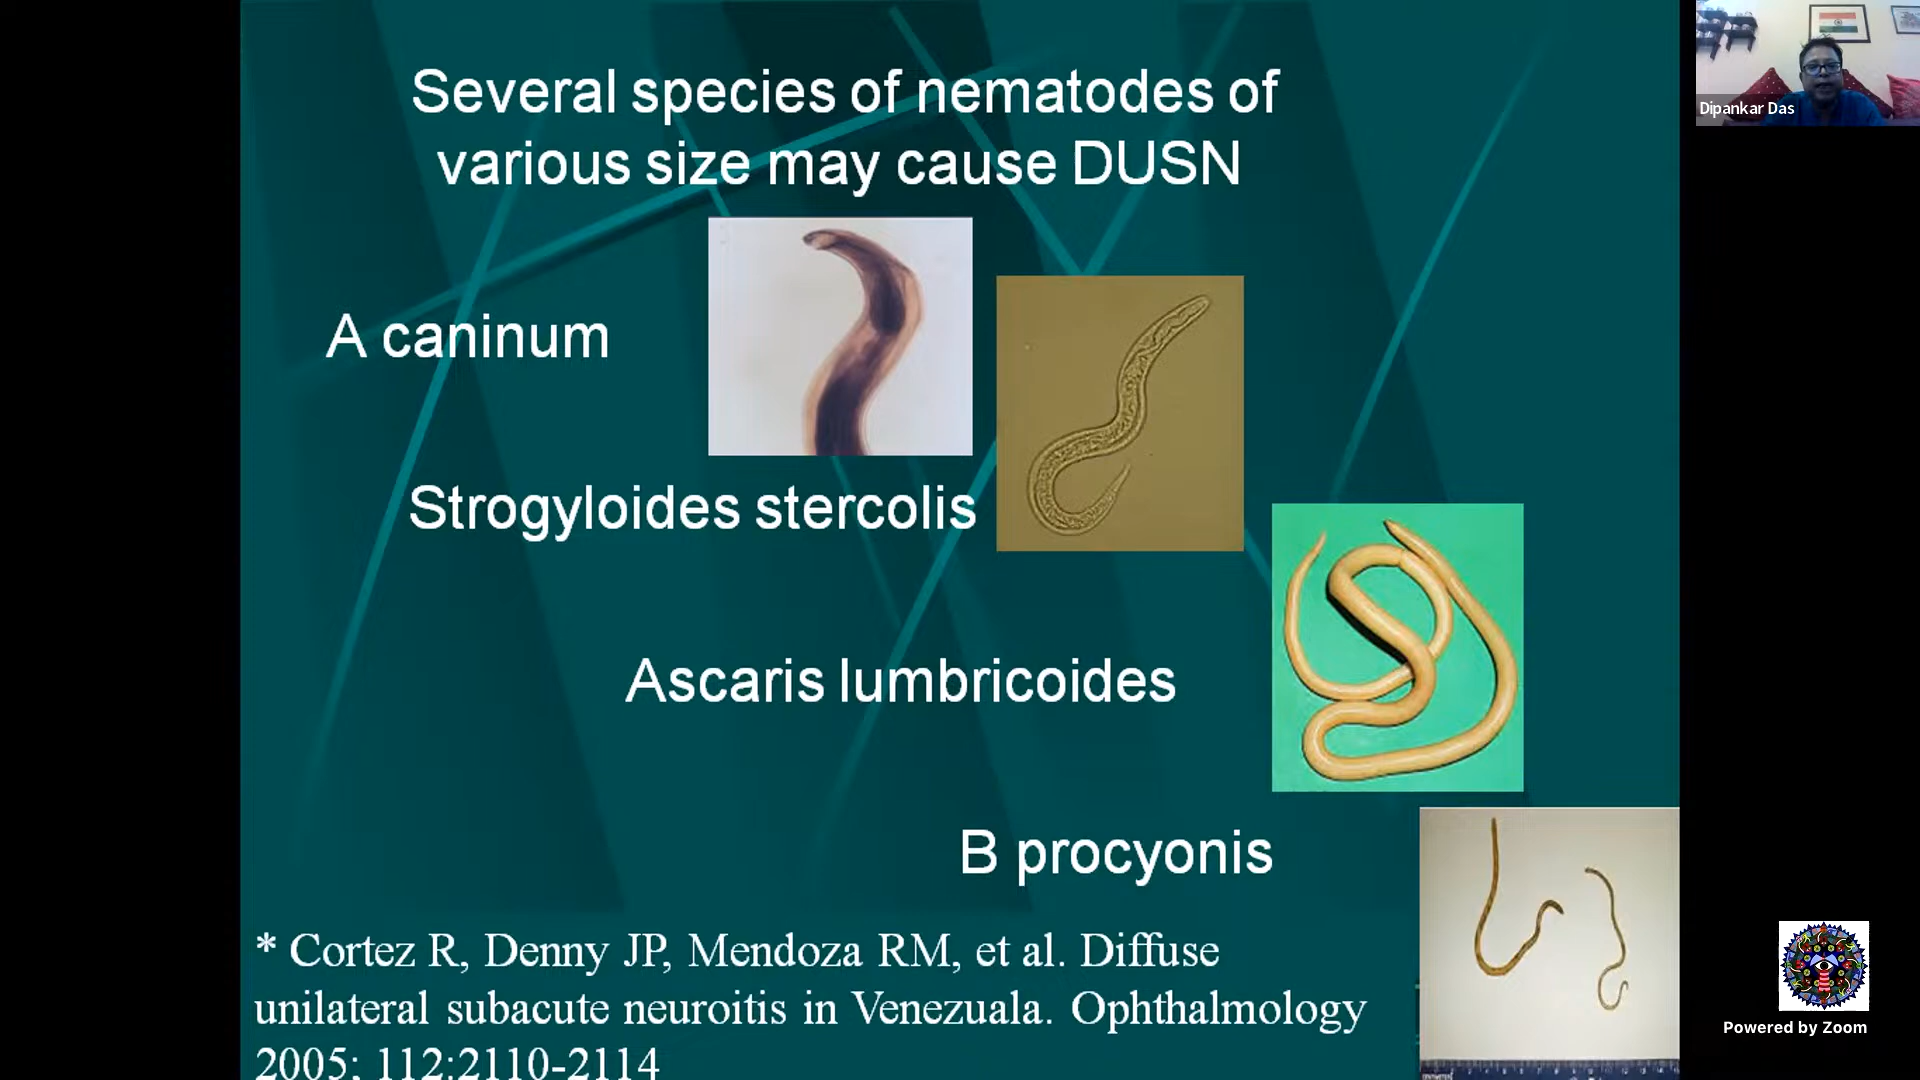 Several species of nematodes of
various size may cause DUSN
A caninum
Strogyloides stercolis
Ascaris lumbricoides
B procyonis
* Cortez R, Denny JP, Mendoza RM, et al. Diffuse
unilateral subacute neuroitis in Venezuala. Ophthalmology
2005; 112:2110-2114
Dipankar Das
Powered by Zoom